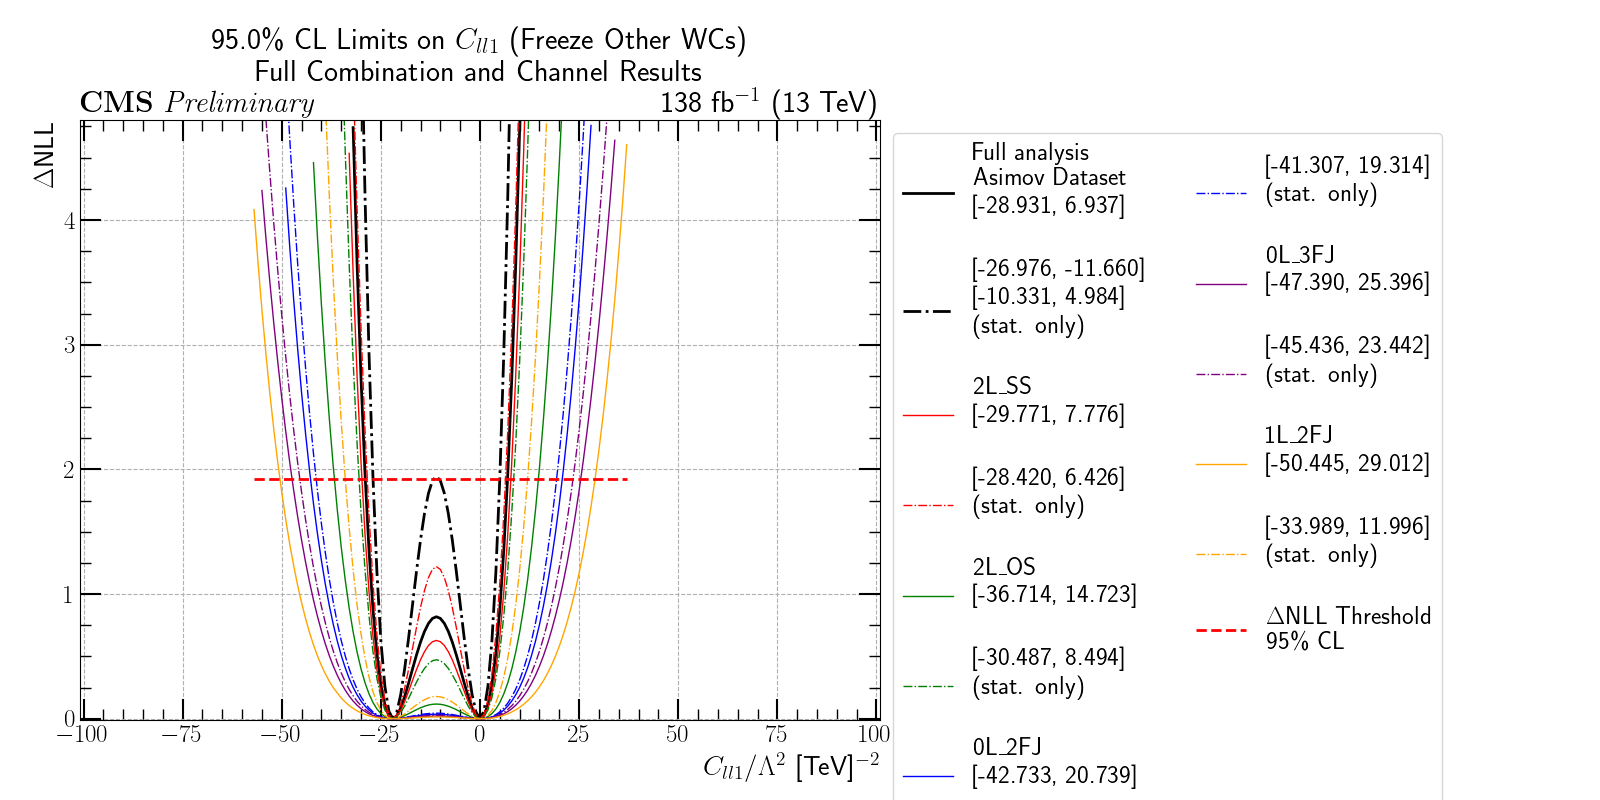 95.0% CL Limits on C_{ll1} (Freeze Other WCs)
Full Combination and Channel Results
CMS Preliminary
138 fb^{-1} (13 TeV)
ΔNLL
4
3
2
1
0
−100
−75
−50
−25
0
25
50
75
100
C_{ll1}/Λ^2 [TeV]^{-2}
Full analysis
Asimov Dataset
[-28.931, 6.937]
[-26.976, -11.660]
[-10.331, 4.984]
(stat. only)
2L_SS
[-29.771, 7.776]
[-28.420, 6.426]
(stat. only)
2L_OS
[-36.714, 14.723]
[-30.487, 8.494]
(stat. only)
0L_2FJ
[-42.733, 20.739]
[-41.307, 19.314]
(stat. only)
0L_3FJ
[-47.390, 25.396]
[-45.436, 23.442]
(stat. only)
1L_2FJ
[-50.445, 29.012]
[-33.989, 11.996]
(stat. only)
ΔNLL Threshold
95% CL